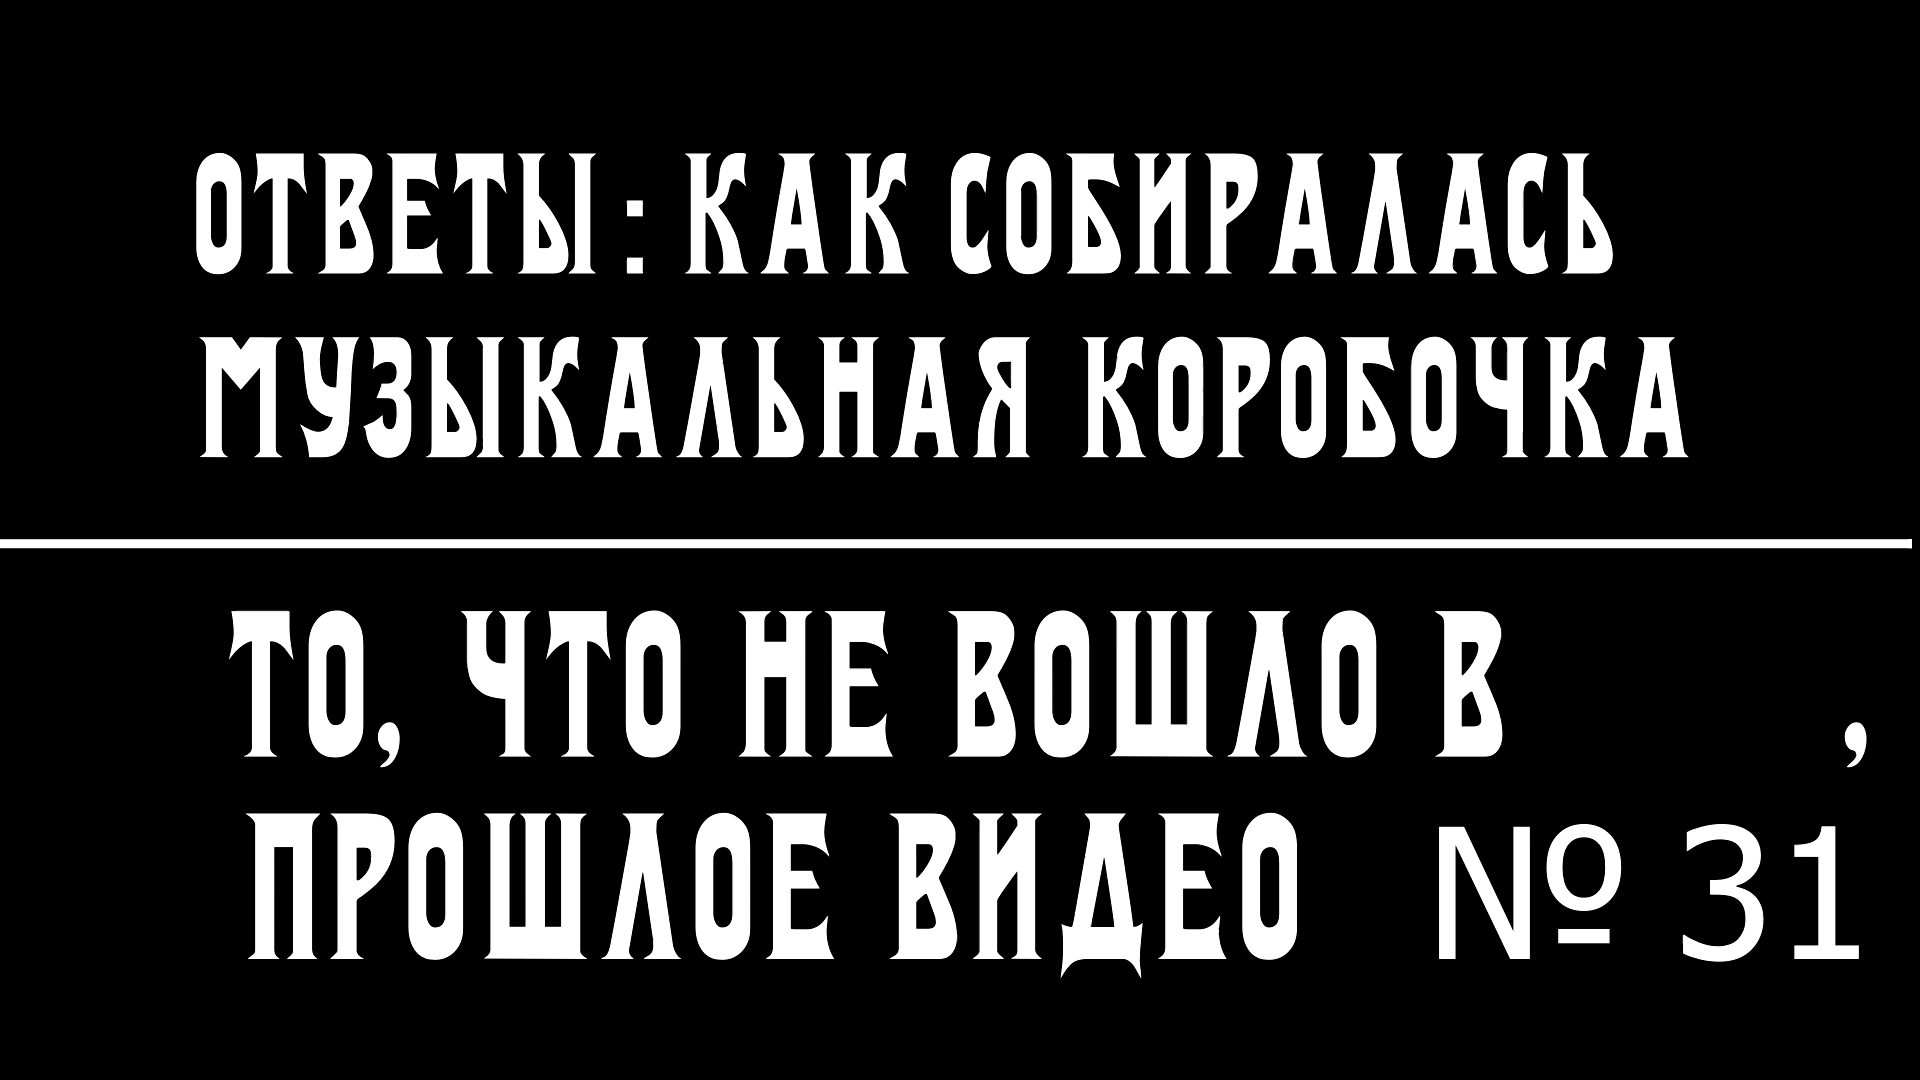 ОТВЕТЫ: КАК СОБИРАЛАСЬ
МУЗЫКАЛЬНАЯ КОРОБОЧКА
ТО, ЧТО НЕ ВОШЛО В ,
ПРОШЛОЕ ВИДЕО № 31